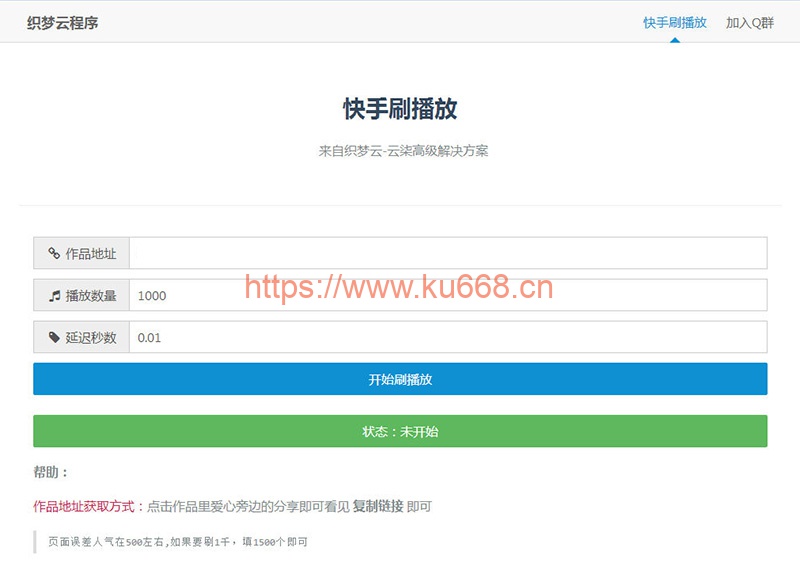 织梦云程序
快手刷播放 加入Q群
快手刷播放
来自织梦云-云柒高级解决方案
作品地址
播放数量 1000
https://www.ku668.cn
延迟秒数 0.01
开始刷播放
状态：未开始
帮助：
作品地址获取方式：点击作品里爱心旁边的分享即可看见 复制链接 即可
页面误差人气在500左右,如果要刷1千，填1500个即可